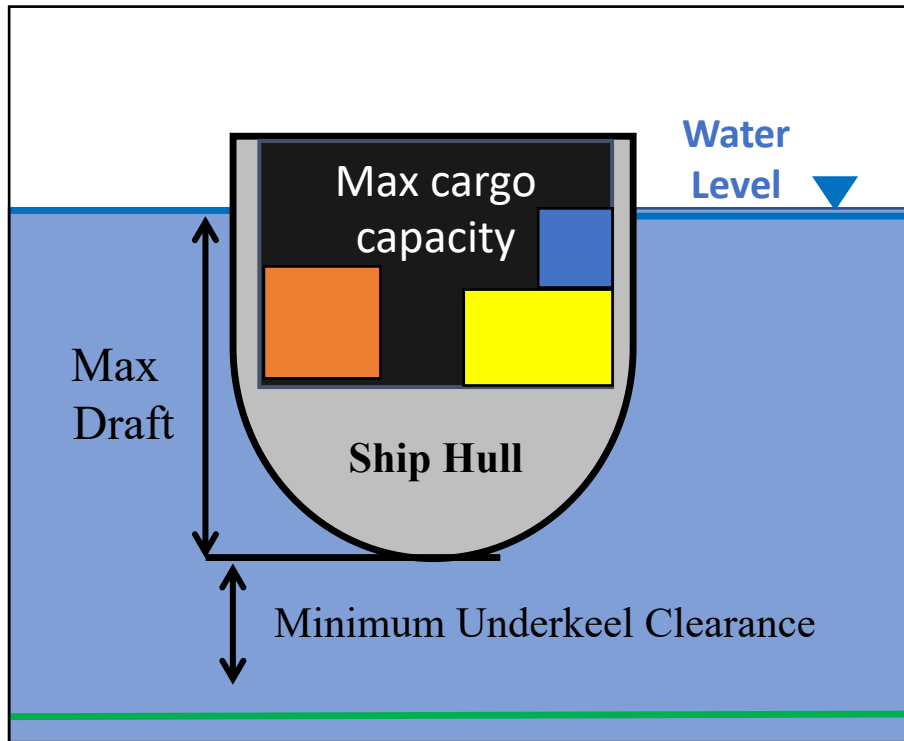 Water
Level
Max cargo
capacity
Max
Draft
Ship Hull
Minimum Underkeel Clearance